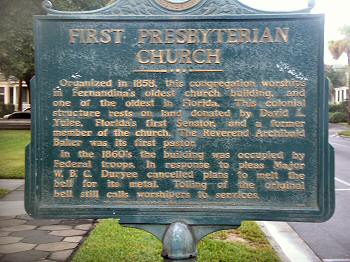 FIRST PRESBYTERIAN
CHURCH
Organized in 1858, this congregation worships
in Fernandina's oldest church building, and
one of the oldest in Florida. This colonial
structure rests on land donated by David L.
Yulee, Florida's first Senator, and a former
member of the church. The Reverend Archibald
Baker was its first pastor.
In the 1860's the building was occupied by
Federal troops. In response to pleas Major
W. B. C. Duryee cancelled plans to melt the
bell for its metal. Tolling of the original
bell still calls worshipers to services.